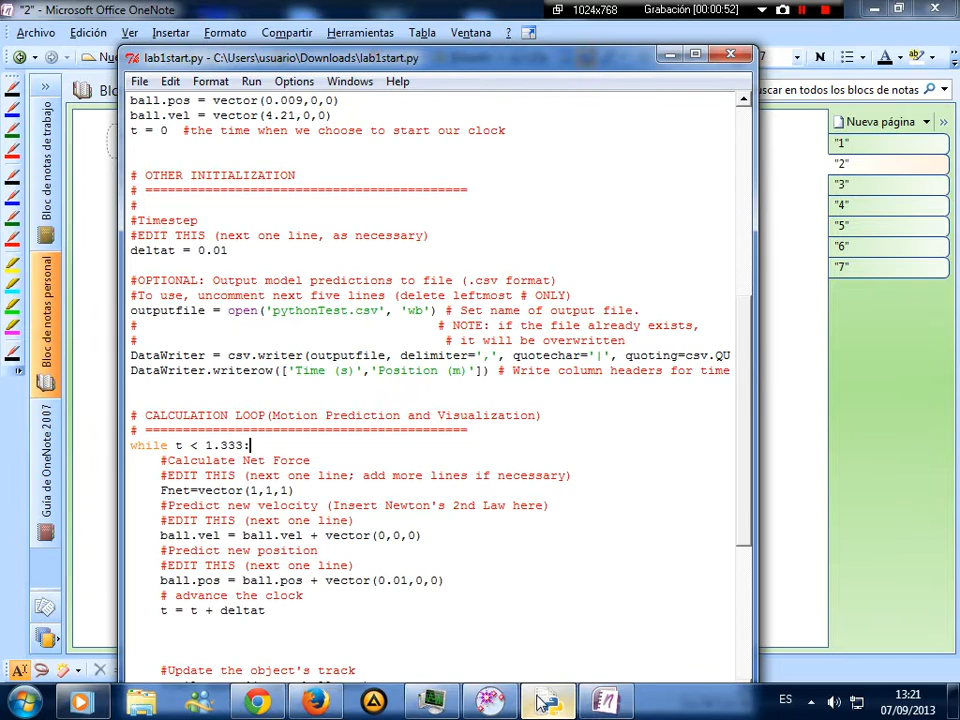 "2" - Microsoft Office OneNote
1024x768
Grabación [00:00:52]
Archivo Edición Ver Insertar Formato Compartir Herramientas Tabla Ventana ?
lab1start.py - C:\Users\usuario\Downloads\lab1start.py
File Edit Format Run Options Windows Help
N
A
uscar en todos los blocs de notas
Nueva página
"1"
"2"
"3"
"4"
"5"
"6"
"7"
Bloc de notas de trabajo
Bloc de notas personal
Guía de OneNote 2007
ball.pos = vector(0.009,0,0)
ball.vel = vector(4.21,0,0)
t = 0 #the time when we choose to start our clock
# OTHER INITIALIZATION
# ===========================================
#
#Timestep
#EDIT THIS (next one line, as necessary)
deltat = 0.01
#OPTIONAL: Output model predictions to file (.csv format)
#To use, uncomment next five lines (delete leftmost # ONLY)
outputfile = open('pythonTest.csv', 'wb') # Set name of output file.
# # NOTE: if the file already exists,
# # it will be overwritten
DataWriter = csv.writer(outputfile, delimiter=',', quotechar='|', quoting=csv.QU
DataWriter.writerow(['Time (s)','Position (m)']) # Write column headers for time
# CALCULATION LOOP(Motion Prediction and Visualization)
# ===========================================
while t < 1.333:
#Calculate Net Force
#EDIT THIS (next one line; add more lines if necessary)
Fnet=vector(1,1,1)
#Predict new velocity (Insert Newton's 2nd Law here)
#EDIT THIS (next one line)
ball.vel = ball.vel + vector(0,0,0)
#Predict new position
#EDIT THIS (next one line)
ball.pos = ball.pos + vector(0.01,0,0)
# advance the clock
t = t + deltat
#Update the object's track
ES
13:21
07/09/2013